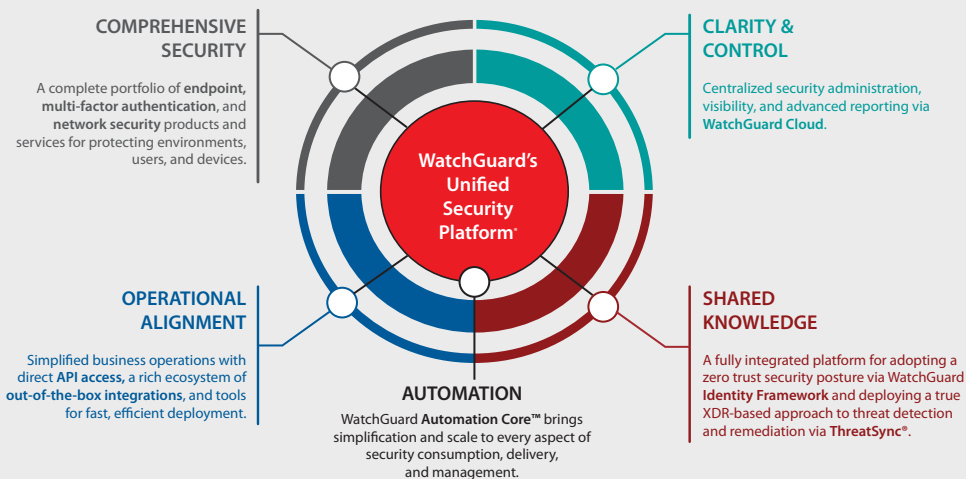 COMPREHENSIVE
SECURITY
A complete portfolio of endpoint,
multi-factor authentication, and
network security products and
services for protecting environments,
users, and devices.
CLARITY &
CONTROL
Centralized security administration,
visibility, and advanced reporting via
WatchGuard Cloud.
WatchGuard's
Unified
Security
Platform®
OPERATIONAL
ALIGNMENT
Simplified business operations with
direct API access, a rich ecosystem of
out-of-the-box integrations, and tools
for fast, efficient deployment.
AUTOMATION
WatchGuard Automation Core™ brings
simplification and scale to every aspect of
security consumption, delivery,
and management.
SHARED
KNOWLEDGE
A fully integrated platform for adopting a
zero trust security posture via WatchGuard
Identity Framework and deploying a true
XDR-based approach to threat detection
and remediation via ThreatSync®.